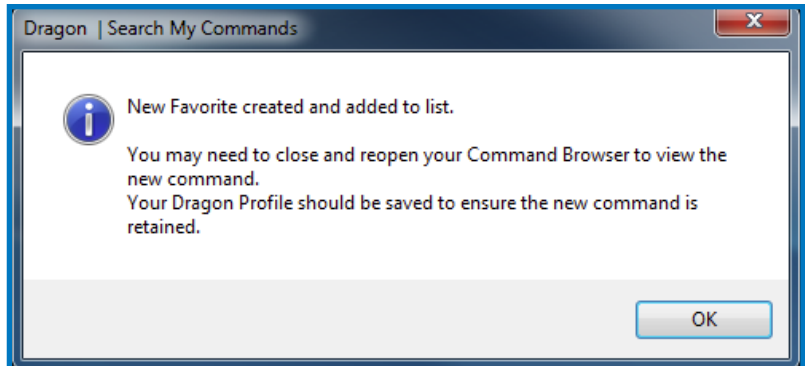 Dragon | Search My Commands
x
New Favorite created and added to list.
You may need to close and reopen your Command Browser to view the
new command.
Your Dragon Profile should be saved to ensure the new command is
retained.
OK